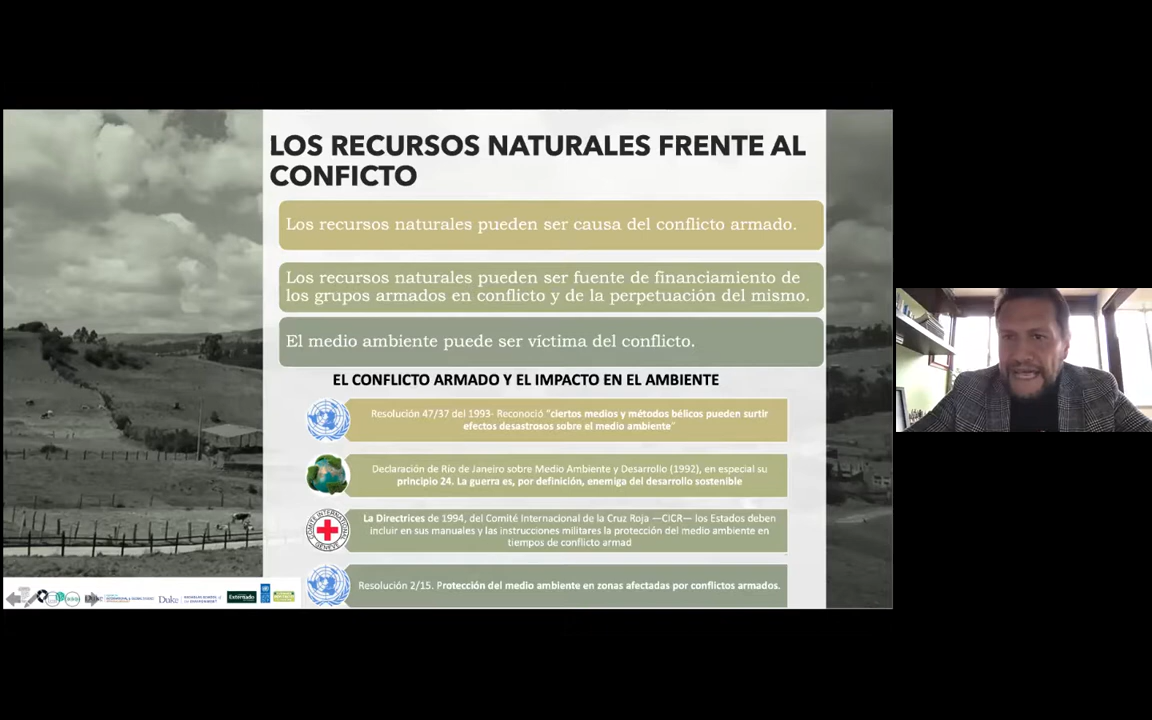 LOS RECURSOS NATURALES FRENTE AL
CONFICTO
Los recursos naturales pueden ser causa del conflicto armado.
Los recursos naturales pueden ser fuente de financiamiento de
los grupos armados en conflicto y de la perpetuación del mismo.
El medio ambiente puede ser víctima del conflicto.
EL CONFLICTO ARMADO Y EL IMPACTO EN EL AMBIENTE
Resolución 47/37 del 1993- Reconoció "ciertos medios y métodos bélicos pueden surtir
efectos desastrosos sobre el medio ambiente"
Declaración de Río de Janeiro sobre Medio Ambiente y Desarrollo (1992), en especial su
principio 24. La guerra es, por definición, enemiga del desarrollo sostenible
COMITÉ INTERNATIONAL GENEVE
La Directrices de 1994, del Comité Internacional de la Cruz Roja —CICR— los Estados deben
incluir en sus manuales y las instrucciones militares la protección del medio ambiente en
tiempos de conflicto armad
Resolución 2/15. Protección del medio ambiente en zonas afectadas por conflictos armados.
Duke
Externado